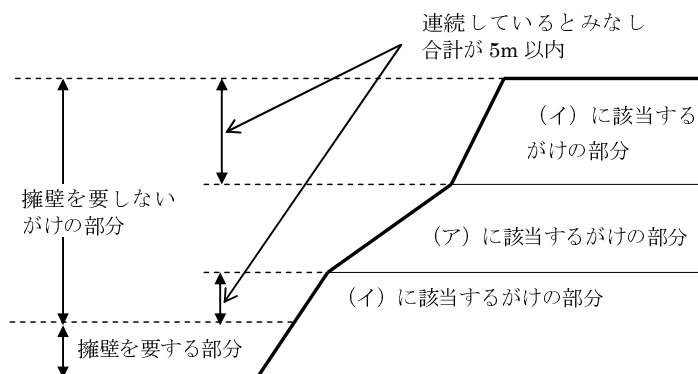 連続しているとみなし
合計が 5m 以内
（イ）に該当する
がけの部分
擁壁を要しない
がけの部分
（ア）に該当するがけの部分
（イ）に該当するがけの部分
擁壁を要する部分